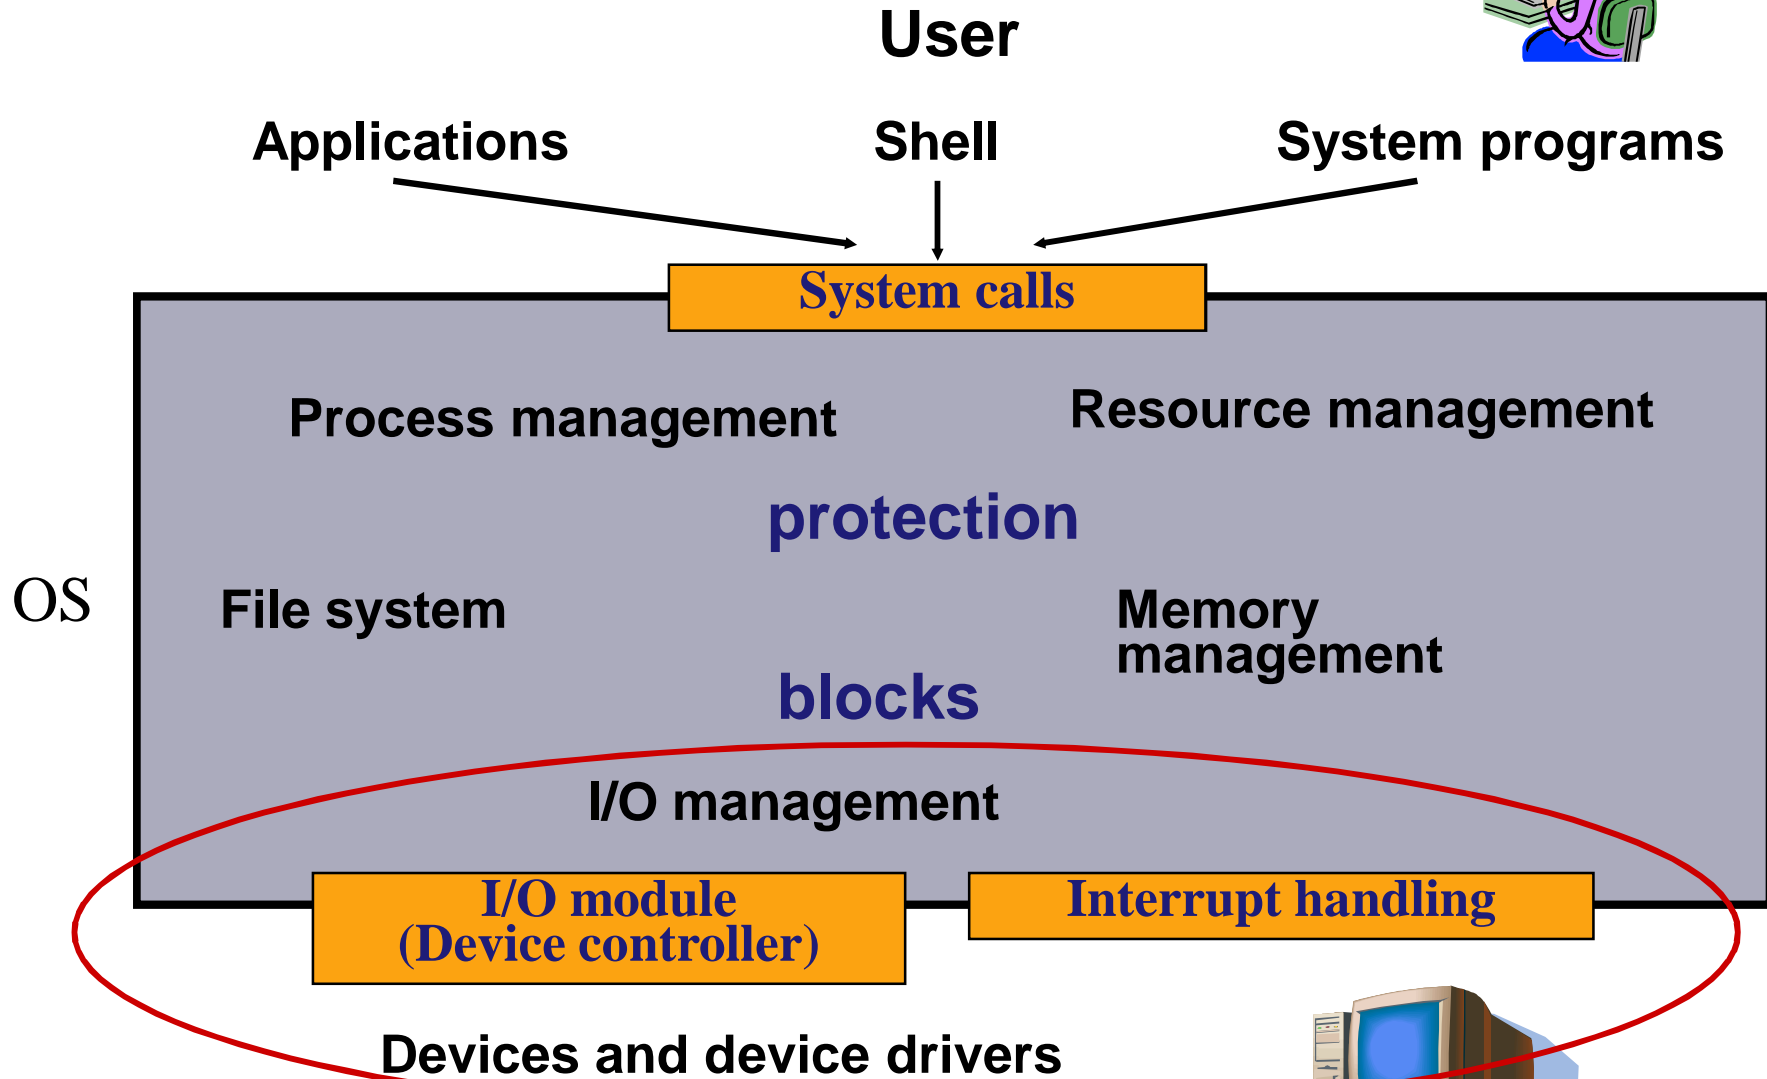 User
Applications Shell System programs
System calls
Process management Resource management
protection
OS File system Memory
management
blocks
I/O management
I/O module
(Device controller)
Interrupt handling
Devices and device drivers